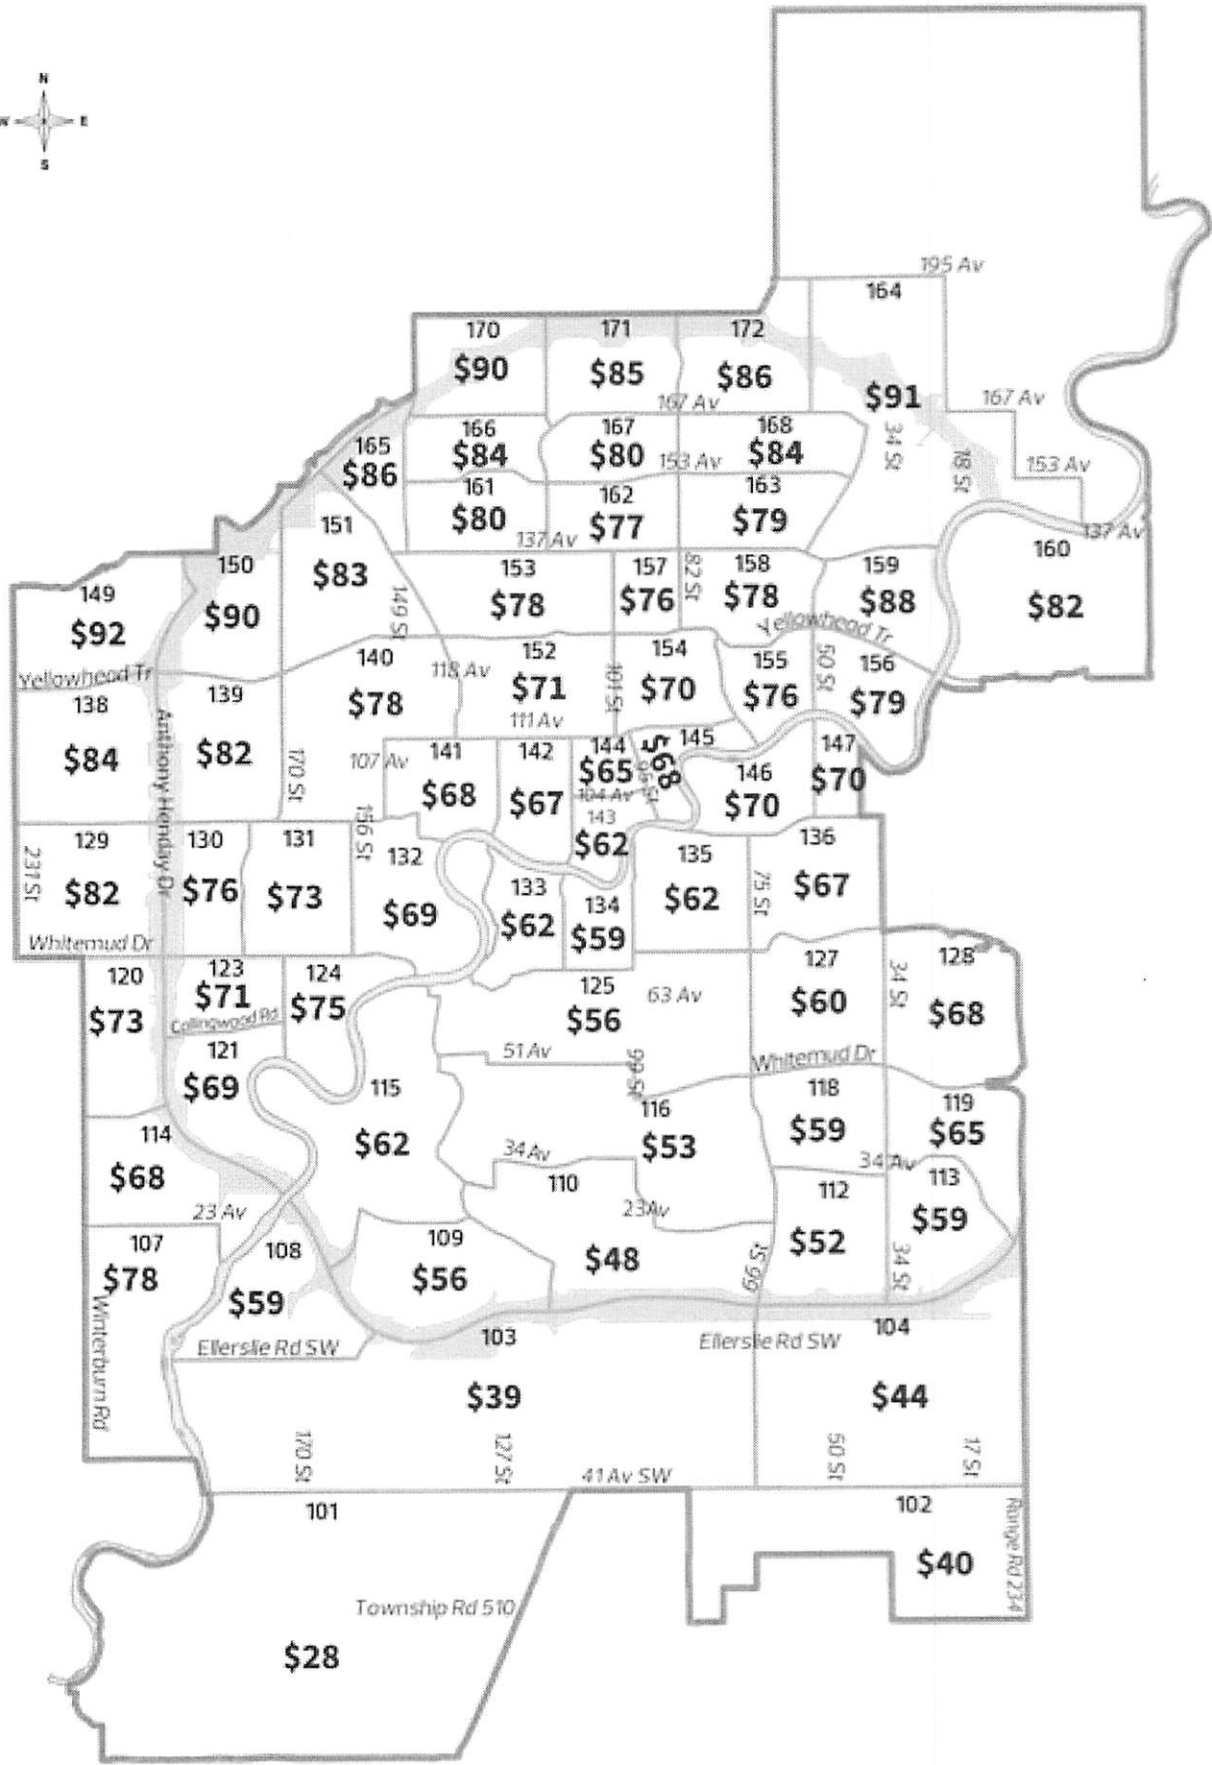 N
W E
S
195 Av
164
170
171
172
$90
$85
$86
$91
167 Av
167 Av
165
$86
166
$84
167
$80
168
$84
34 St
153 Av
18 St
153 Av
161
$80
162
$77
163
$79
151
$83
137 Av
137 Av
150
$90
149
$92
149 St
153
$78
157
$76
82 St
158
$78
159
$88
160
$82
Yellowhead Tr
Yellowhead Tr
140
$78
118 Av
152
$71
101 St
154
$70
155
$76
50 St
156
$79
138
$84
139
$82
Anthony Henday Dr
170 St
111 Av
107 Av
141
$68
142
$67
144
$65
145
$68
95 St
104 Av
143
$62
146
$70
147
$70
156 St
231 St
129
$82
130
$76
131
$73
132
$69
133
$62
134
$59
135
$62
75 St
136
$67
Whitemud Dr
120
$73
123
$71
Collingwood Rd
124
$75
125
$56
63 Av
127
$60
34 St
128
$68
121
$69
51 Av
99 St
Whitemud Dr
115
$62
116
$53
118
$59
119
$65
114
$68
34 Av
34 Av
110
$48
23Av
112
$52
113
$59
23 Av
107
$78
108
$59
109
$56
66 St
34 St
Winterburn Rd
Ellerslie Rd SW
103
$39
Ellerslie Rd SW
104
$44
170 St
127 St
50 St
17 St
41 Av SW
101
102
$40
Range Rd 234
Township Rd 510
$28